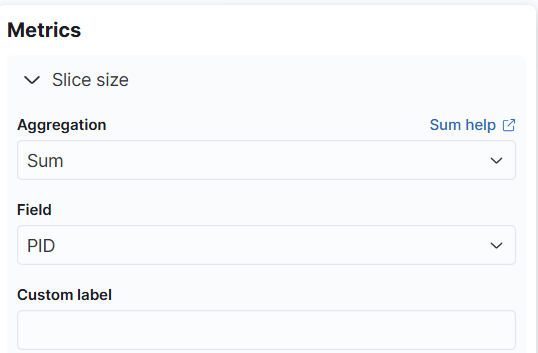 Metrics
Slice size
Aggregation Sum help
Sum
Field
PID
Custom label